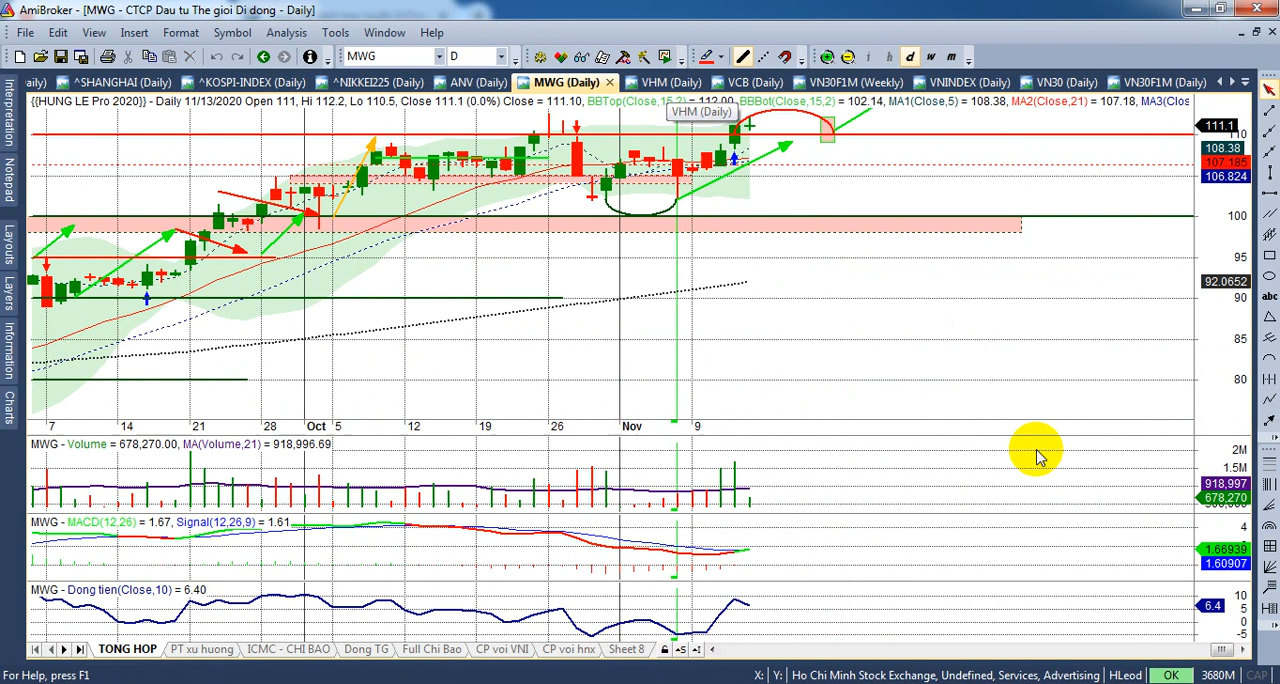 AmiBroker - [MWG - CTCP Dau tu The gioi Di dong - Daily]
File Edit View Insert Format Symbol Analysis Tools Window Help
MWG D i h d w m
aily) ^SHANGHAI (Daily) ^KOSPI-INDEX (Daily) ^NIKKEI225 (Daily) ANV (Daily) MWG (Daily) VHM (Daily) VCB (Daily) VN30F1M (Weekly) VNINDEX (Daily) VN30 (Daily) VN30F1M (Daily)
{{HUNG LE Pro 2020}} - Daily 11/13/2020 Open 111, Hi 112.2, Lo 110.5, Close 111.1 (0.0%) Close = 111.10, BBTop(Close,15,2) = 112.00, BBBot(Close,15,2) = 102.14, MA1(Close,5) = 108.38, MA2(Close,21) = 107.18, MA3(Clos
VHM (Daily)
Interpretation
Notepad
Layouts
Layers
Information
Charts
111.1
110
108.38
107.185
106.824
100
95
92.0652
90
85
80
abc
7 14 21 28 Oct 5 12 19 26 Nov 9
MWG - Volume = 678,270.00, MA(Volume,21) = 918,996.69
2M
1.5M
918,997
678,270
MWG - MACD(12,26) = 1.67, Signal(12,26,9) = 1.61
4
1.66939
1.60907
MWG - Dong tien(Close,10) = 6.40
10
6.4
5
0
-5
TONG HOP PT xu huong ICMC - CHI BAO Dong TG Full Chi Bao CP voi VNI CP voi hnx Sheet 8
For Help, press F1 X: Y: Ho Chi Minh Stock Exchange, Undefined, Services, Advertising HLeod OK 3680M CAP